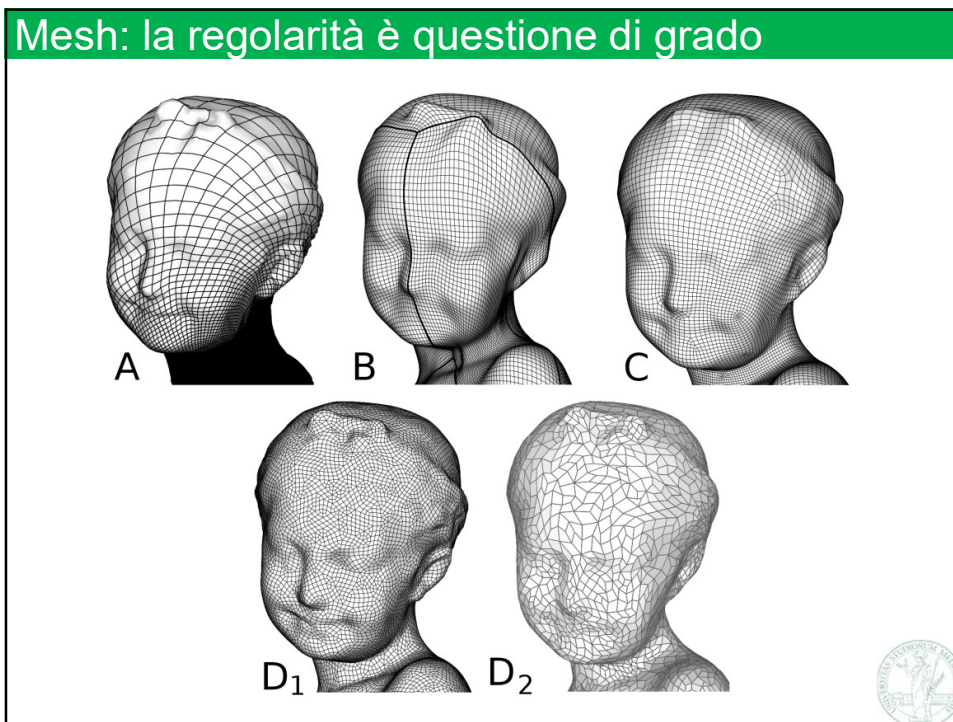 Mesh: la regolarità è questione di grado
A
B
C
D₁
D₂